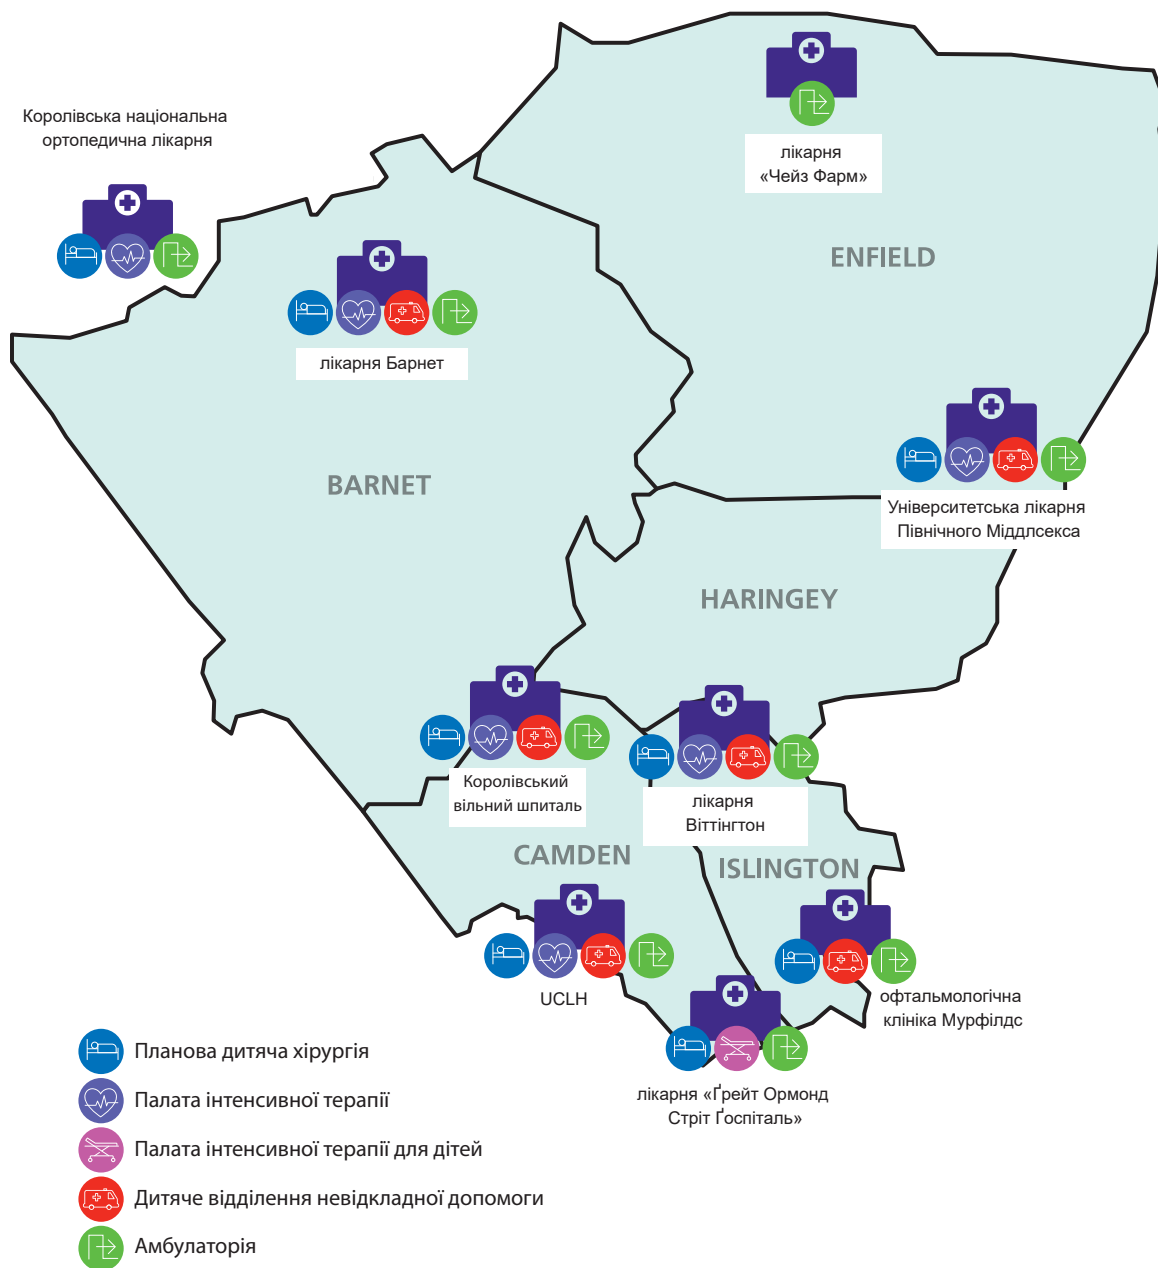 Королівська національна
ортопедична лікарня
лікарня
«Чейз Фарм»
ENFIELD
лікарня Барнет
BARNET
Університетська лікарня
Північного Міддлсекса
HARINGEY
Королівський
вільний шпиталь
лікарня
Віттінгтон
CAMDEN
ISLINGTON
UCLH
офтальмологічна
клініка Мурфілдс
лікарня «Ґрейт Ормонд
Стріт Ґоспіталь»
Планова дитяча хірургія
Палата інтенсивної терапії
Палата інтенсивної терапії для дітей
Дитяче відділення невідкладної допомоги
Амбулаторія